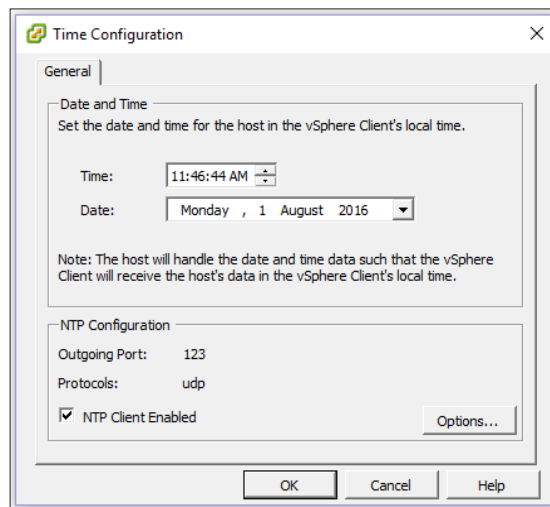 Time Configuration
General
Date and Time
Set the date and time for the host in the vSphere Client's local time.
Time: 11:46:44 AM
Date: Monday , 1 August 2016
Note: The host will handle the date and time data such that the vSphere
Client will receive the host's data in the vSphere Client's local time.
NTP Configuration
Outgoing Port: 123
Protocols: udp
NTP Client Enabled
Options...
OK Cancel Help